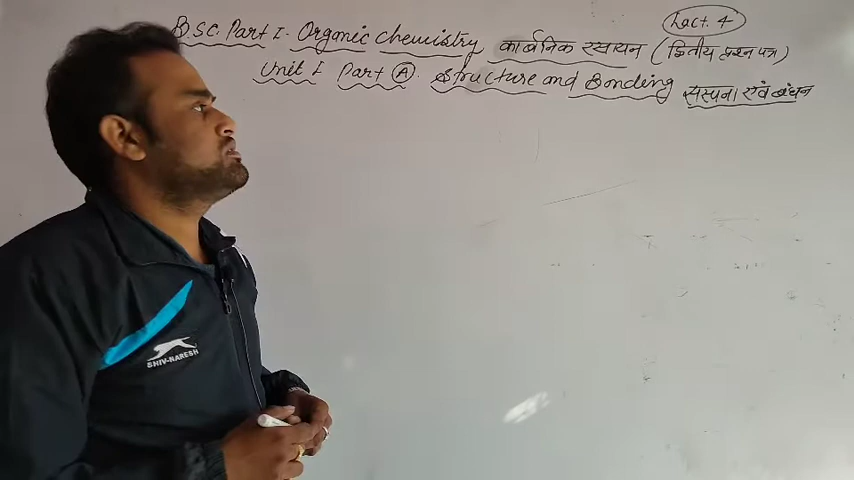 Lact. 4
B.SC. Part I. Organic chemistry कार्बनिक रसायन (द्वितीय प्रश्न पत्र)
Unit I Part A Structure and Bonding संरचना एवं बंधन
SHIV-NARESH